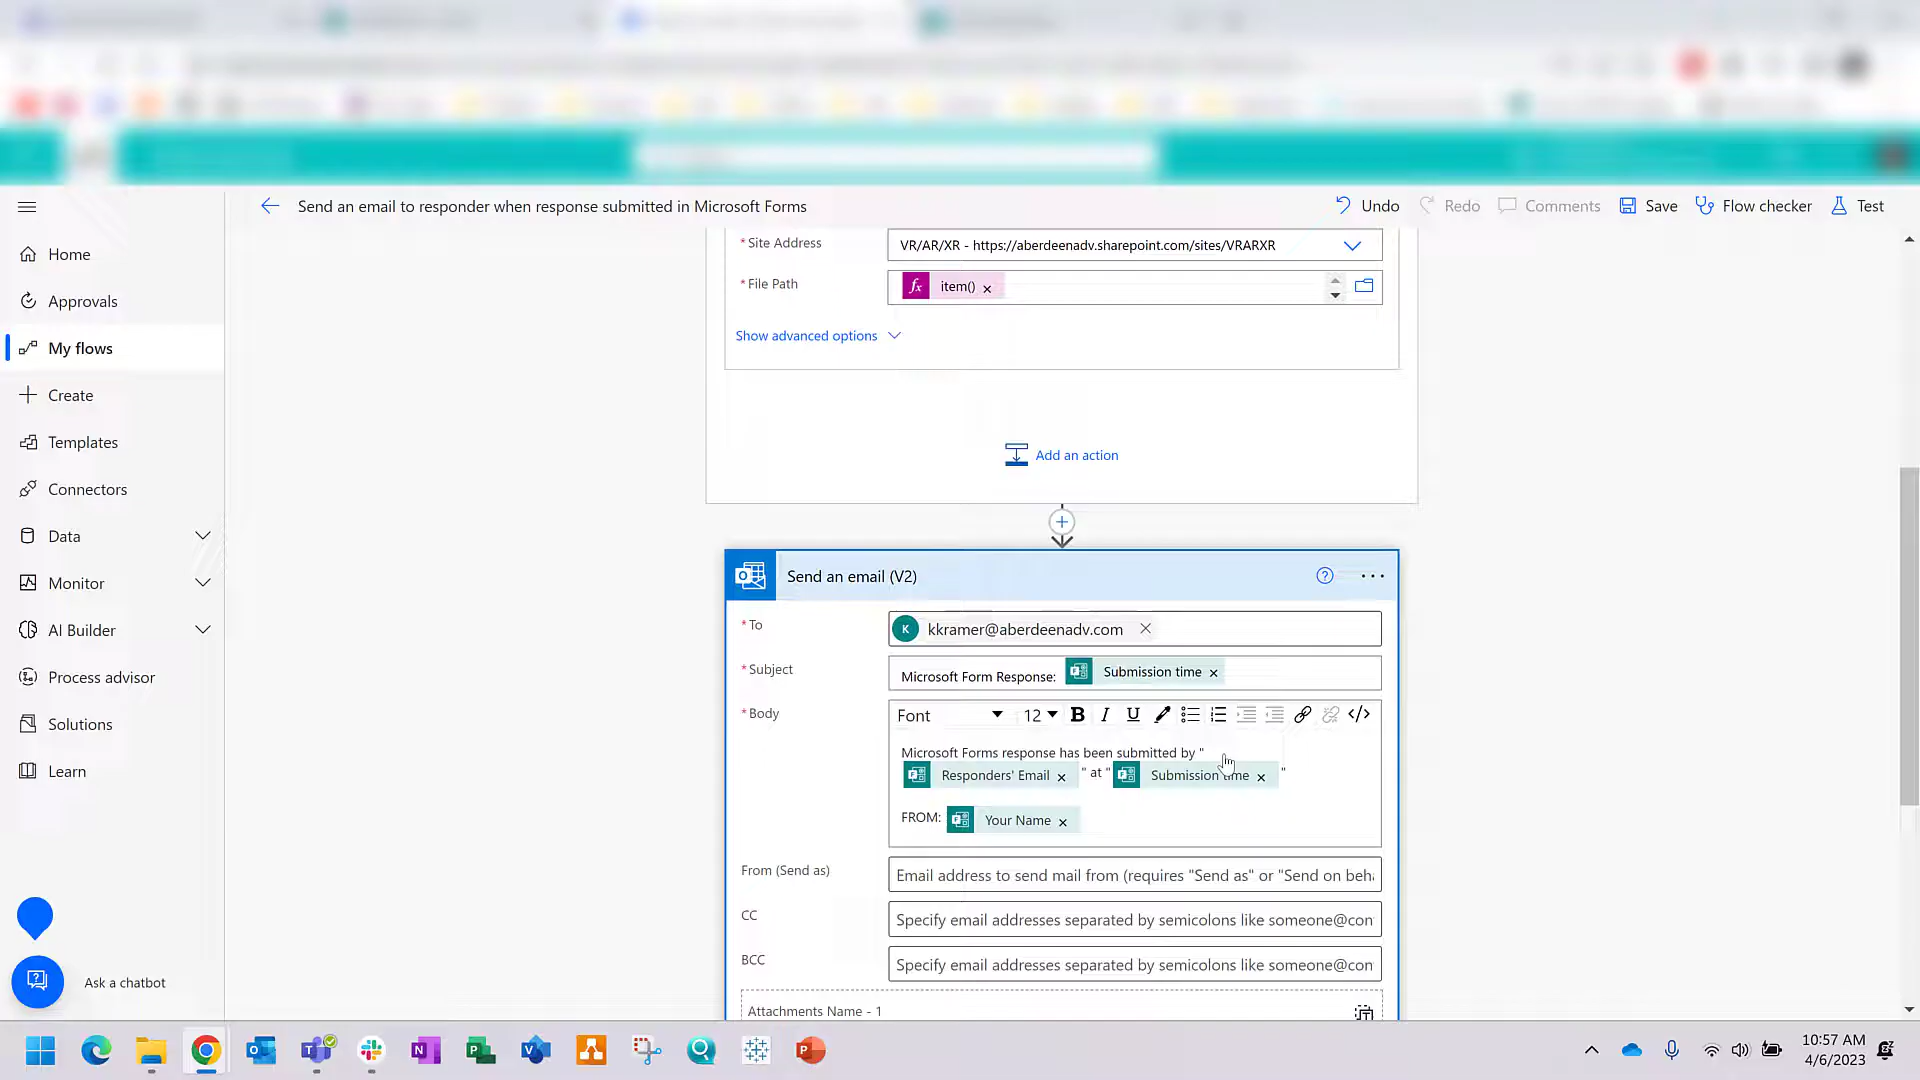 Send an email to responder when response submitted in Microsoft Forms
Undo
Redo
Comments
Save
Flow checker
Test
Home
Approvals
My flows
Create
Templates
Connectors
Data
Monitor
AI Builder
Process advisor
Solutions
Learn
Ask a chatbot
* Site Address
VR/AR/XR - https://aberdeenadv.sharepoint.com/sites/VRARXR
* File Path
fx item() ×
Show advanced options
Add an action
Send an email (V2)
* To
K kkramer@aberdeenadv.com
* Subject
Microsoft Form Response: Submission time ×
* Body
Font 12 B I U </>
Microsoft Forms response has been submitted by "
Responders' Email × " at " Submission time × "
FROM: Your Name ×
From (Send as)
Email address to send mail from (requires "Send as" or "Send on beha
CC
Specify email addresses separated by semicolons like someone@con
BCC
Specify email addresses separated by semicolons like someone@con
Attachments Name - 1
10:57 AM
4/6/2023